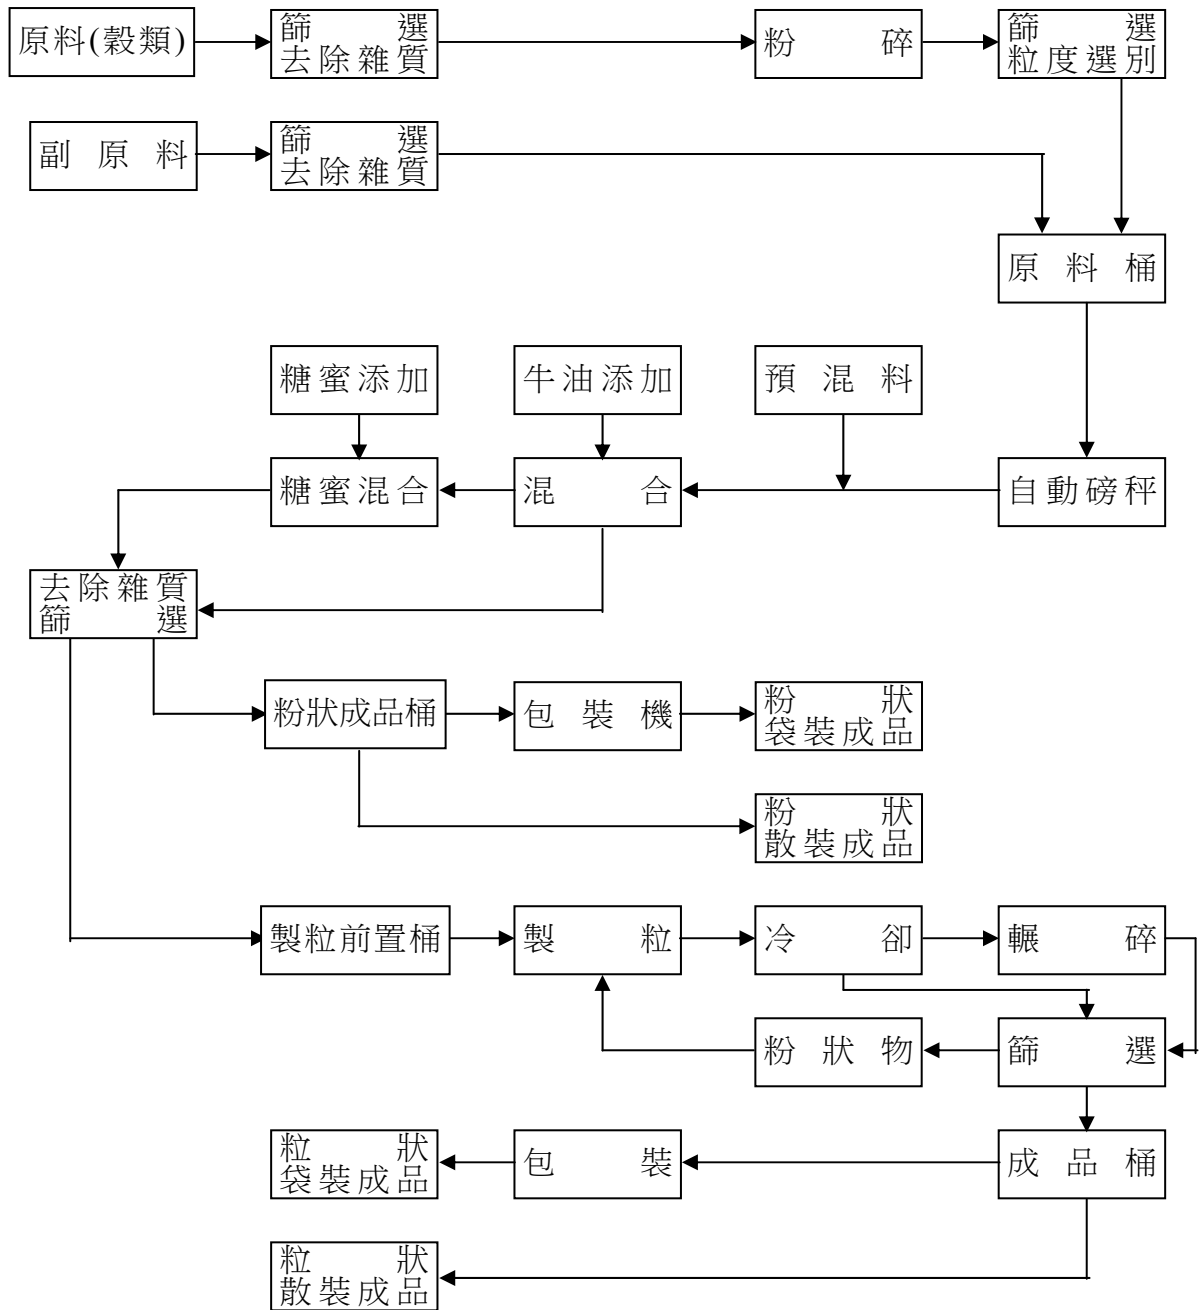 原料(穀類)
篩選
去除雜質
粉碎
篩選
粒度選別
副原料
篩選
去除雜質
原料桶
糖蜜添加
牛油添加
預混料
糖蜜混合
混合
自動磅秤
去除雜質
篩選
粉狀成品桶
包裝機
粉狀
袋裝成品
粉狀
散裝成品
製粒前置桶
製粒
冷卻
輾碎
粉狀物
篩選
粒狀
袋裝成品
包裝
成品桶
粒狀
散裝成品